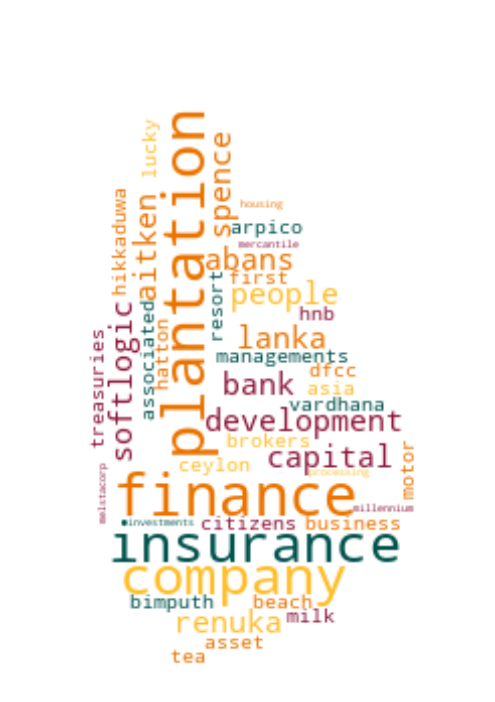 lucky
plantation
spence
hikkaduwa
aitken
housing
arpico
mercantile
abans
first
resort
people
hnb
softlogic
associated
hatton
treasuries
lanka
managements
dfcc
bank
asia
vardhana
development
brokers
capital
ceylon
processing
motor
melstacorp
finance
millennium
investments
citizens
business
insurance
company
bimputh
beach
renuka
milk
asset
tea